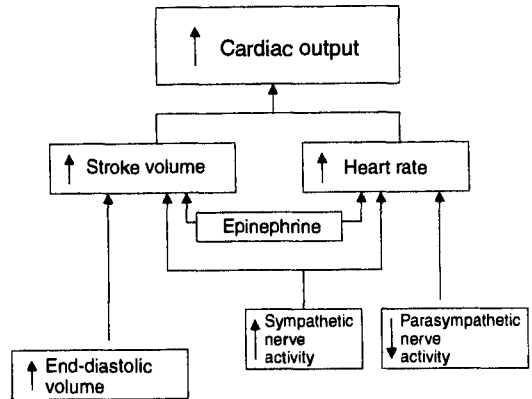 Cardiac output
Stroke volume
Heart rate
Epinephrine
Sympathetic
nerve
activity
Parasympathetic
nerve
activity
End-diastolic
volume